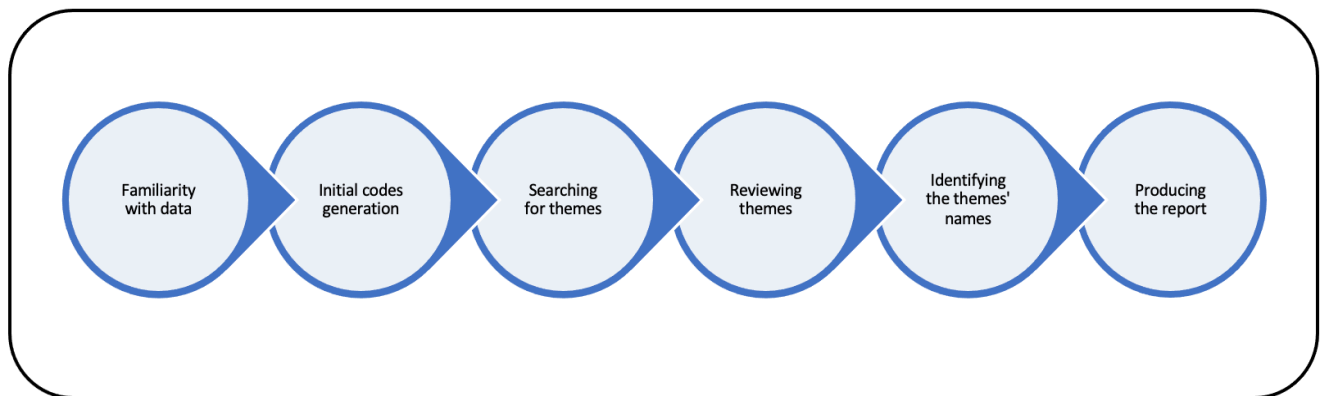 Familiarity
with data
Initial codes
generation
Searching
for themes
Reviewing
themes
Identifying
the themes'
names
Producing
the report